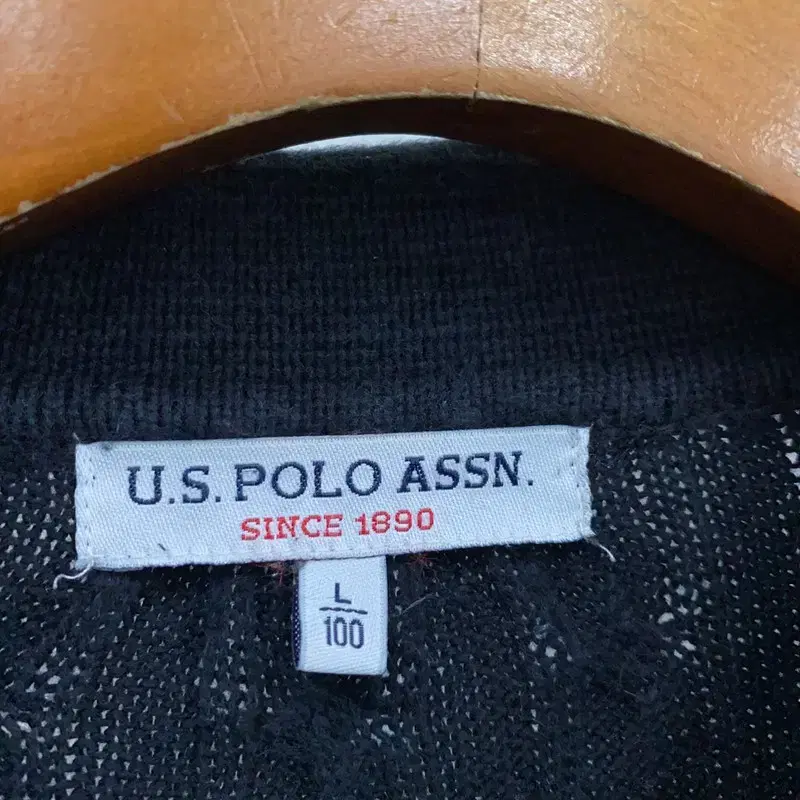 U.S. POLO ASSN.
SINCE 1890
L
100